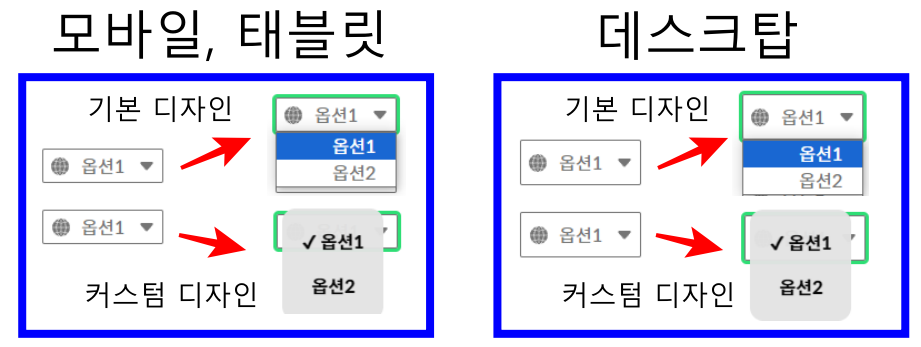 모바일, 태블릿
기본 디자인
옵션1
옵션1
옵션1
옵션2
옵션1
✓ 옵션1
옵션2
커스텀 디자인
데스크탑
기본 디자인
옵션1
옵션1
옵션1
옵션2
옵션1
✓ 옵션1
옵션2
커스텀 디자인